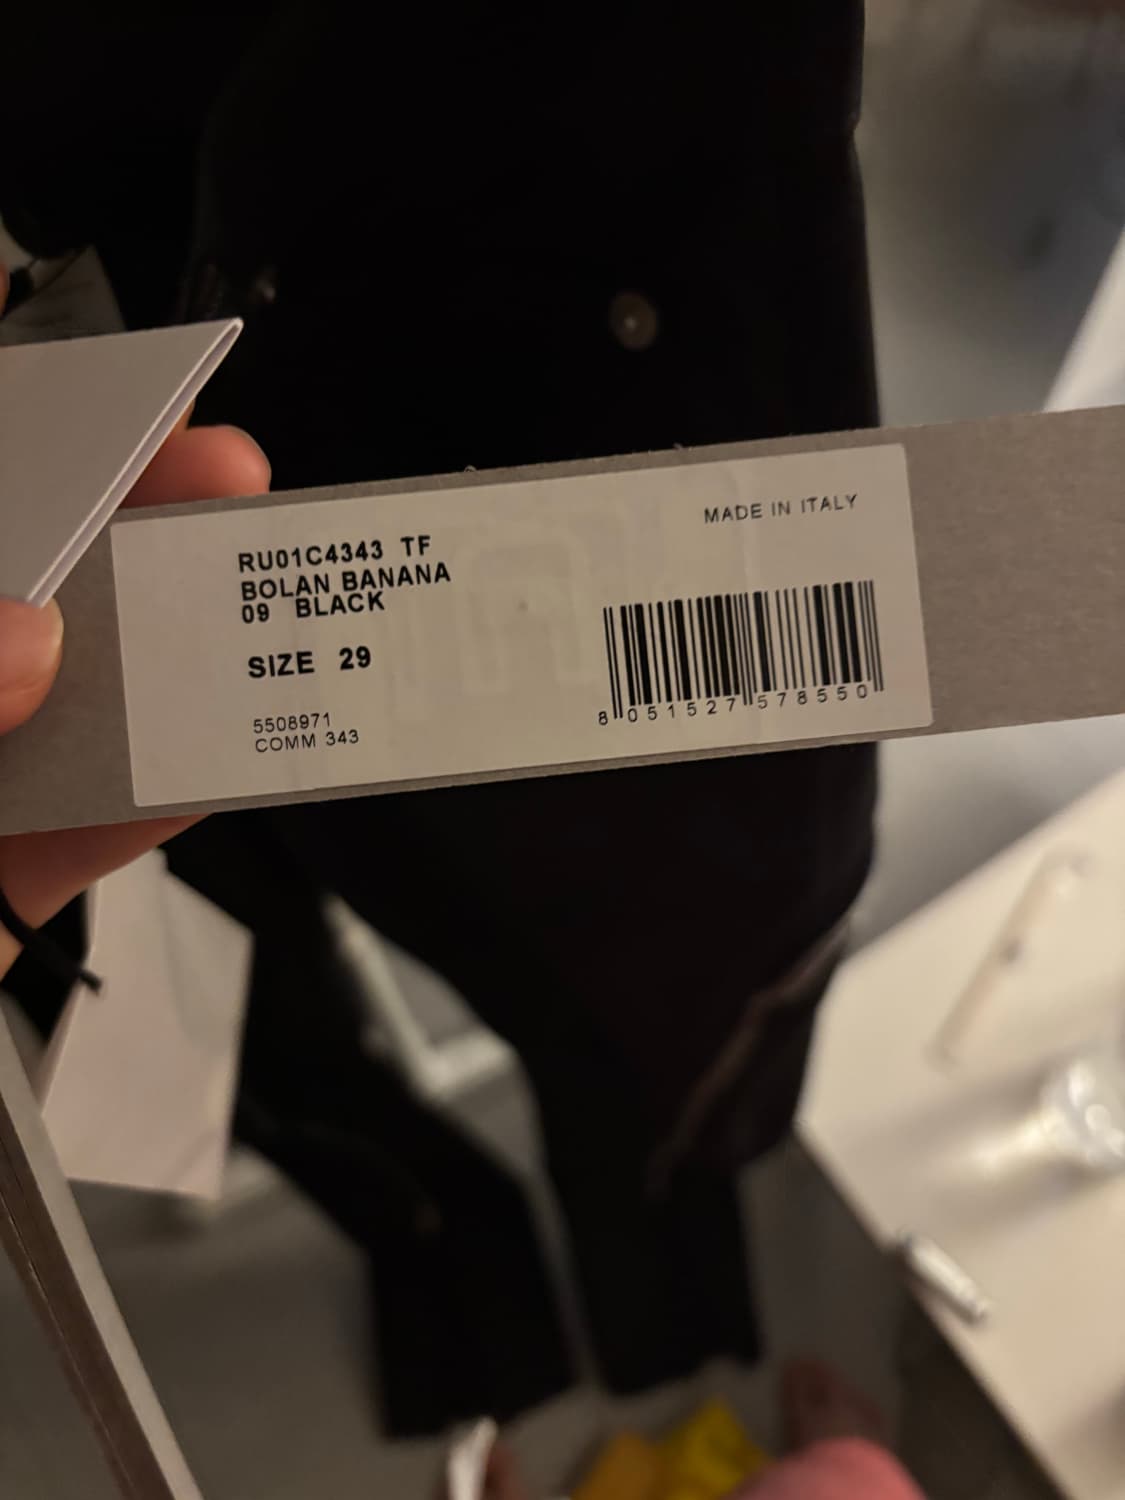 RU01C4343 TF
BOLAN BANANA
09 BLACK
SIZE 29
5508971
COMM 343
MADE IN ITALY
8 051527 578550